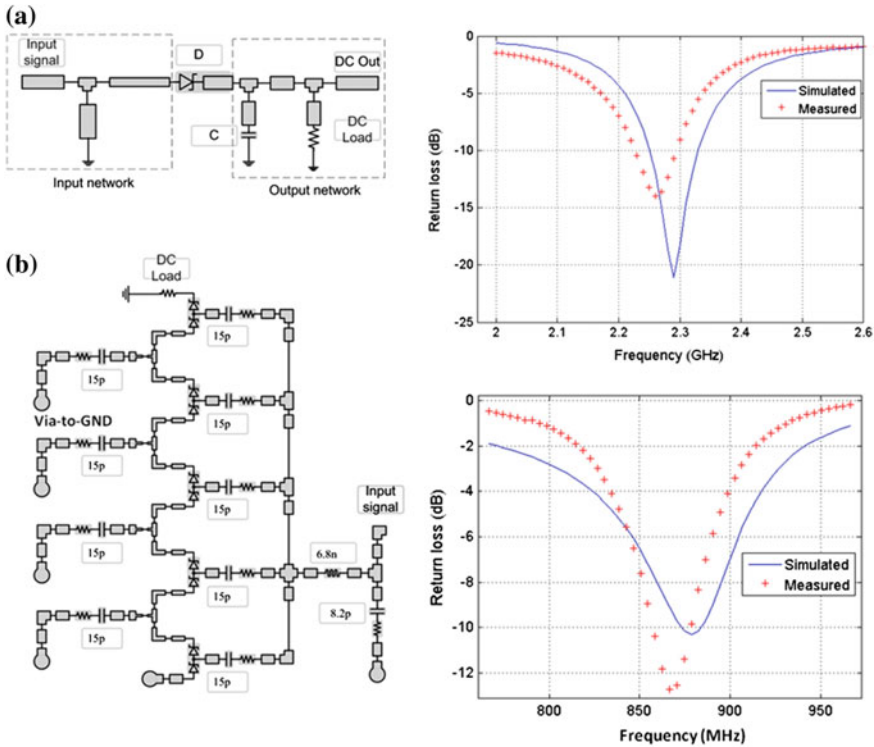 (a)
Input
signal
D
DC Out
C
DC
Load
Input network
Output network
0
-5
-10
-15
-20
-25
2
2.1
2.2
2.3
2.4
2.5
2.6
Return loss (dB)
Frequency (GHz)
Simulated
Measured
(b)
DC
Load
15p
15p
Via-to-GND
15p
15p
15p
15p
15p
15p
15p
Input
signal
6.8n
8.2p
0
-2
-4
-6
-8
-10
-12
800
850
900
950
Return loss (dB)
Frequency (MHz)
Simulated
Measured